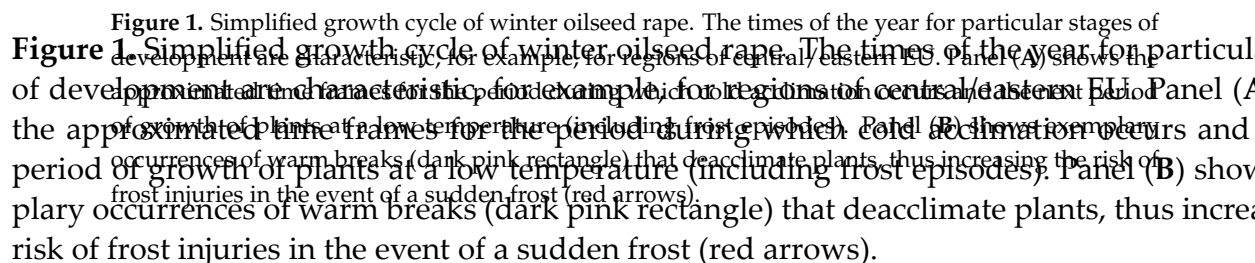 Figure 1. Simplified growth cycle of winter oilseed rape. The times of the year for particular stages of
development are characteristic, for example, for regions of central/eastern EU. Panel (A) shows the
approximated time frames for the period during which cold acclimation occurs and the next period
of growth of plants at a low temperature (including frost episodes). Panel (B) shows exemplary
occurrences of warm breaks (dark pink rectangle) that deacclimate plants, thus increasing the risk of
frost injuries in the event of a sudden frost (red arrows).
Figure 1. Simplified growth cycle of winter oilseed rape. The times of the year for particul
of development are characteristic, for example, for regions of central/eastern EU. Panel (A
the approximated time frames for the period during which cold acclimation occurs and
period of growth of plants at a low temperature (including frost episodes). Panel (B) show
plary occurrences of warm breaks (dark pink rectangle) that deacclimate plants, thus increa
risk of frost injuries in the event of a sudden frost (red arrows).